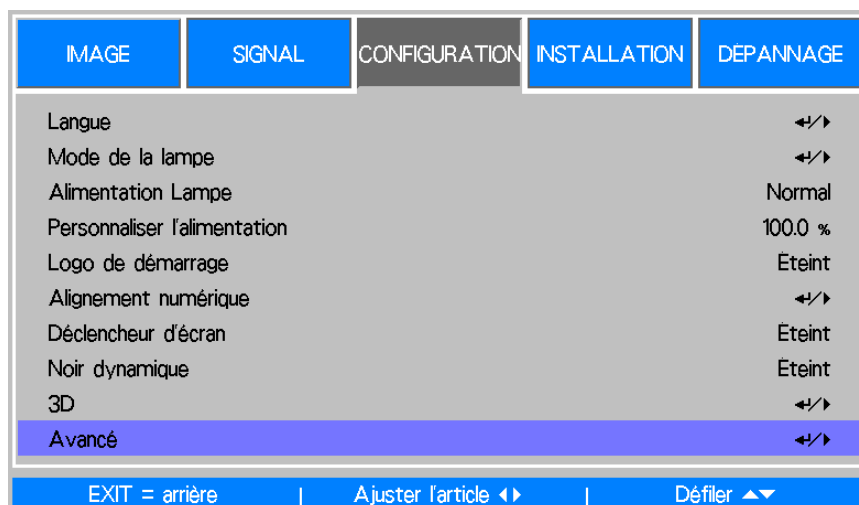 IMAGE SIGNAL CONFIGURATION INSTALLATION DÉPANNAGE
Langue ↵/▶
Mode de la lampe ↵/▶
Alimentation Lampe Normal
Personnaliser l'alimentation 100.0 %
Logo de démarrage Éteint
Alignement numérique ↵/▶
Déclencheur d'écran Éteint
Noir dynamique Éteint
3D ↵/▶
Avancé ↵/▶
EXIT = arrière | Ajuster l'article ◀▶ | Défiler ▲▼